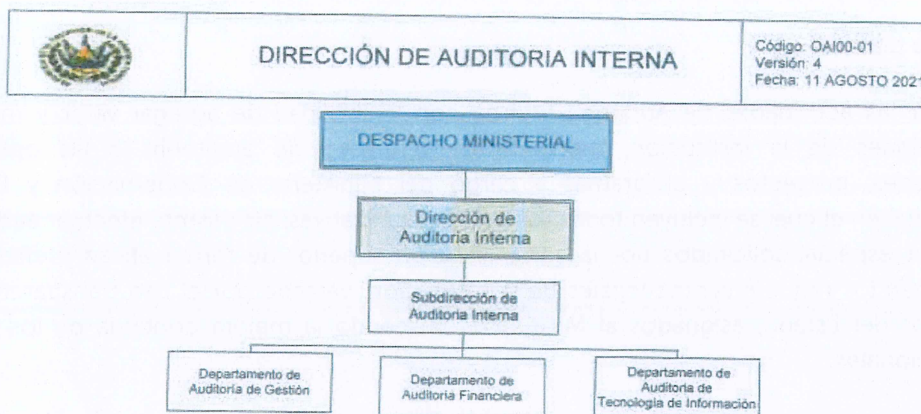 DIRECCIÓN DE AUDITORIA INTERNA
Código: OAI00-01
Versión: 4
Fecha: 11 AGOSTO 2021
DESPACHO MINISTERIAL
Dirección de
Auditoria Interna
Subdirección de
Auditoria Interna
Departamento de
Auditoría de Gestión
Departamento de
Auditoria Financiera
Departamento de
Auditoria de
Tecnología de Información